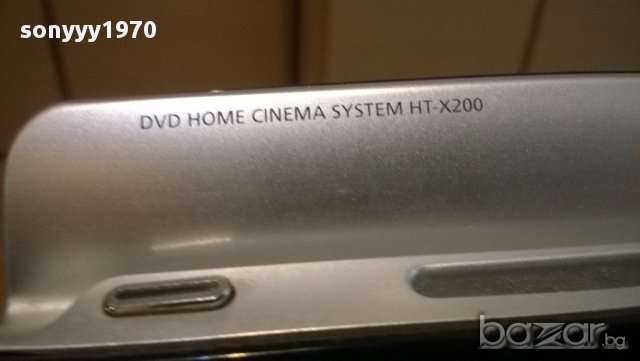 sonyyy1970
DVD HOME CINEMA SYSTEM HT-X200
bazar.bg